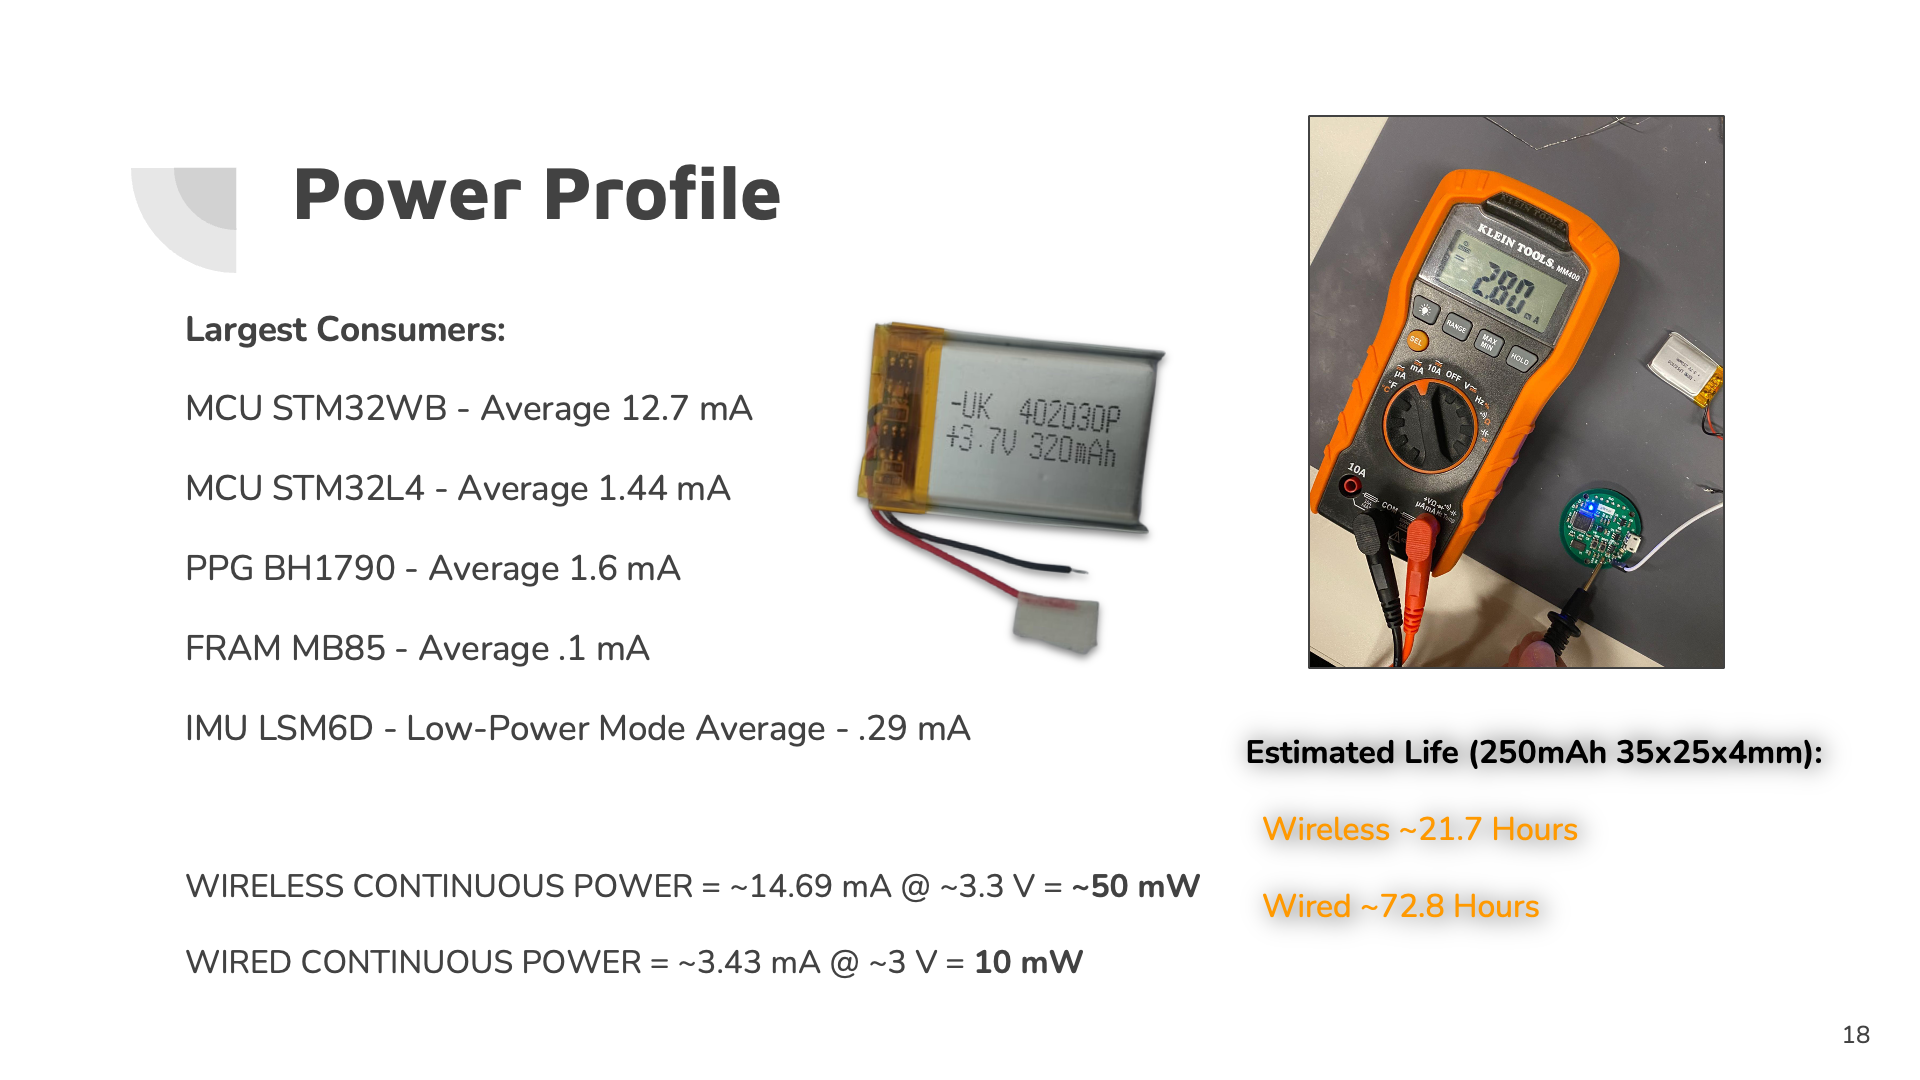 Power Profile
Largest Consumers:
MCU STM32WB - Average 12.7 mA
MCU STM32L4 - Average 1.44 mA
PPG BH1790 - Average 1.6 mA
FRAM MB85 - Average .1 mA
IMU LSM6D - Low-Power Mode Average - .29 mA
WIRELESS CONTINUOUS POWER = ~14.69 mA @ ~3.3 V = ~50 mW
WIRED CONTINUOUS POWER = ~3.43 mA @ ~3 V = 10 mW
-UK 402030P
+3.7V 320mAh
KLEIN TOOLS
KLEIN TOOLS. MM400
2.80
mA
RANGE
MAX
MIN
HOLD
SEL
°F
°C
µA
mA
10A
OFF
V
Hz
10A
COM
Estimated Life (250mAh 35x25x4mm):
Wireless ~21.7 Hours
Wired ~72.8 Hours
18